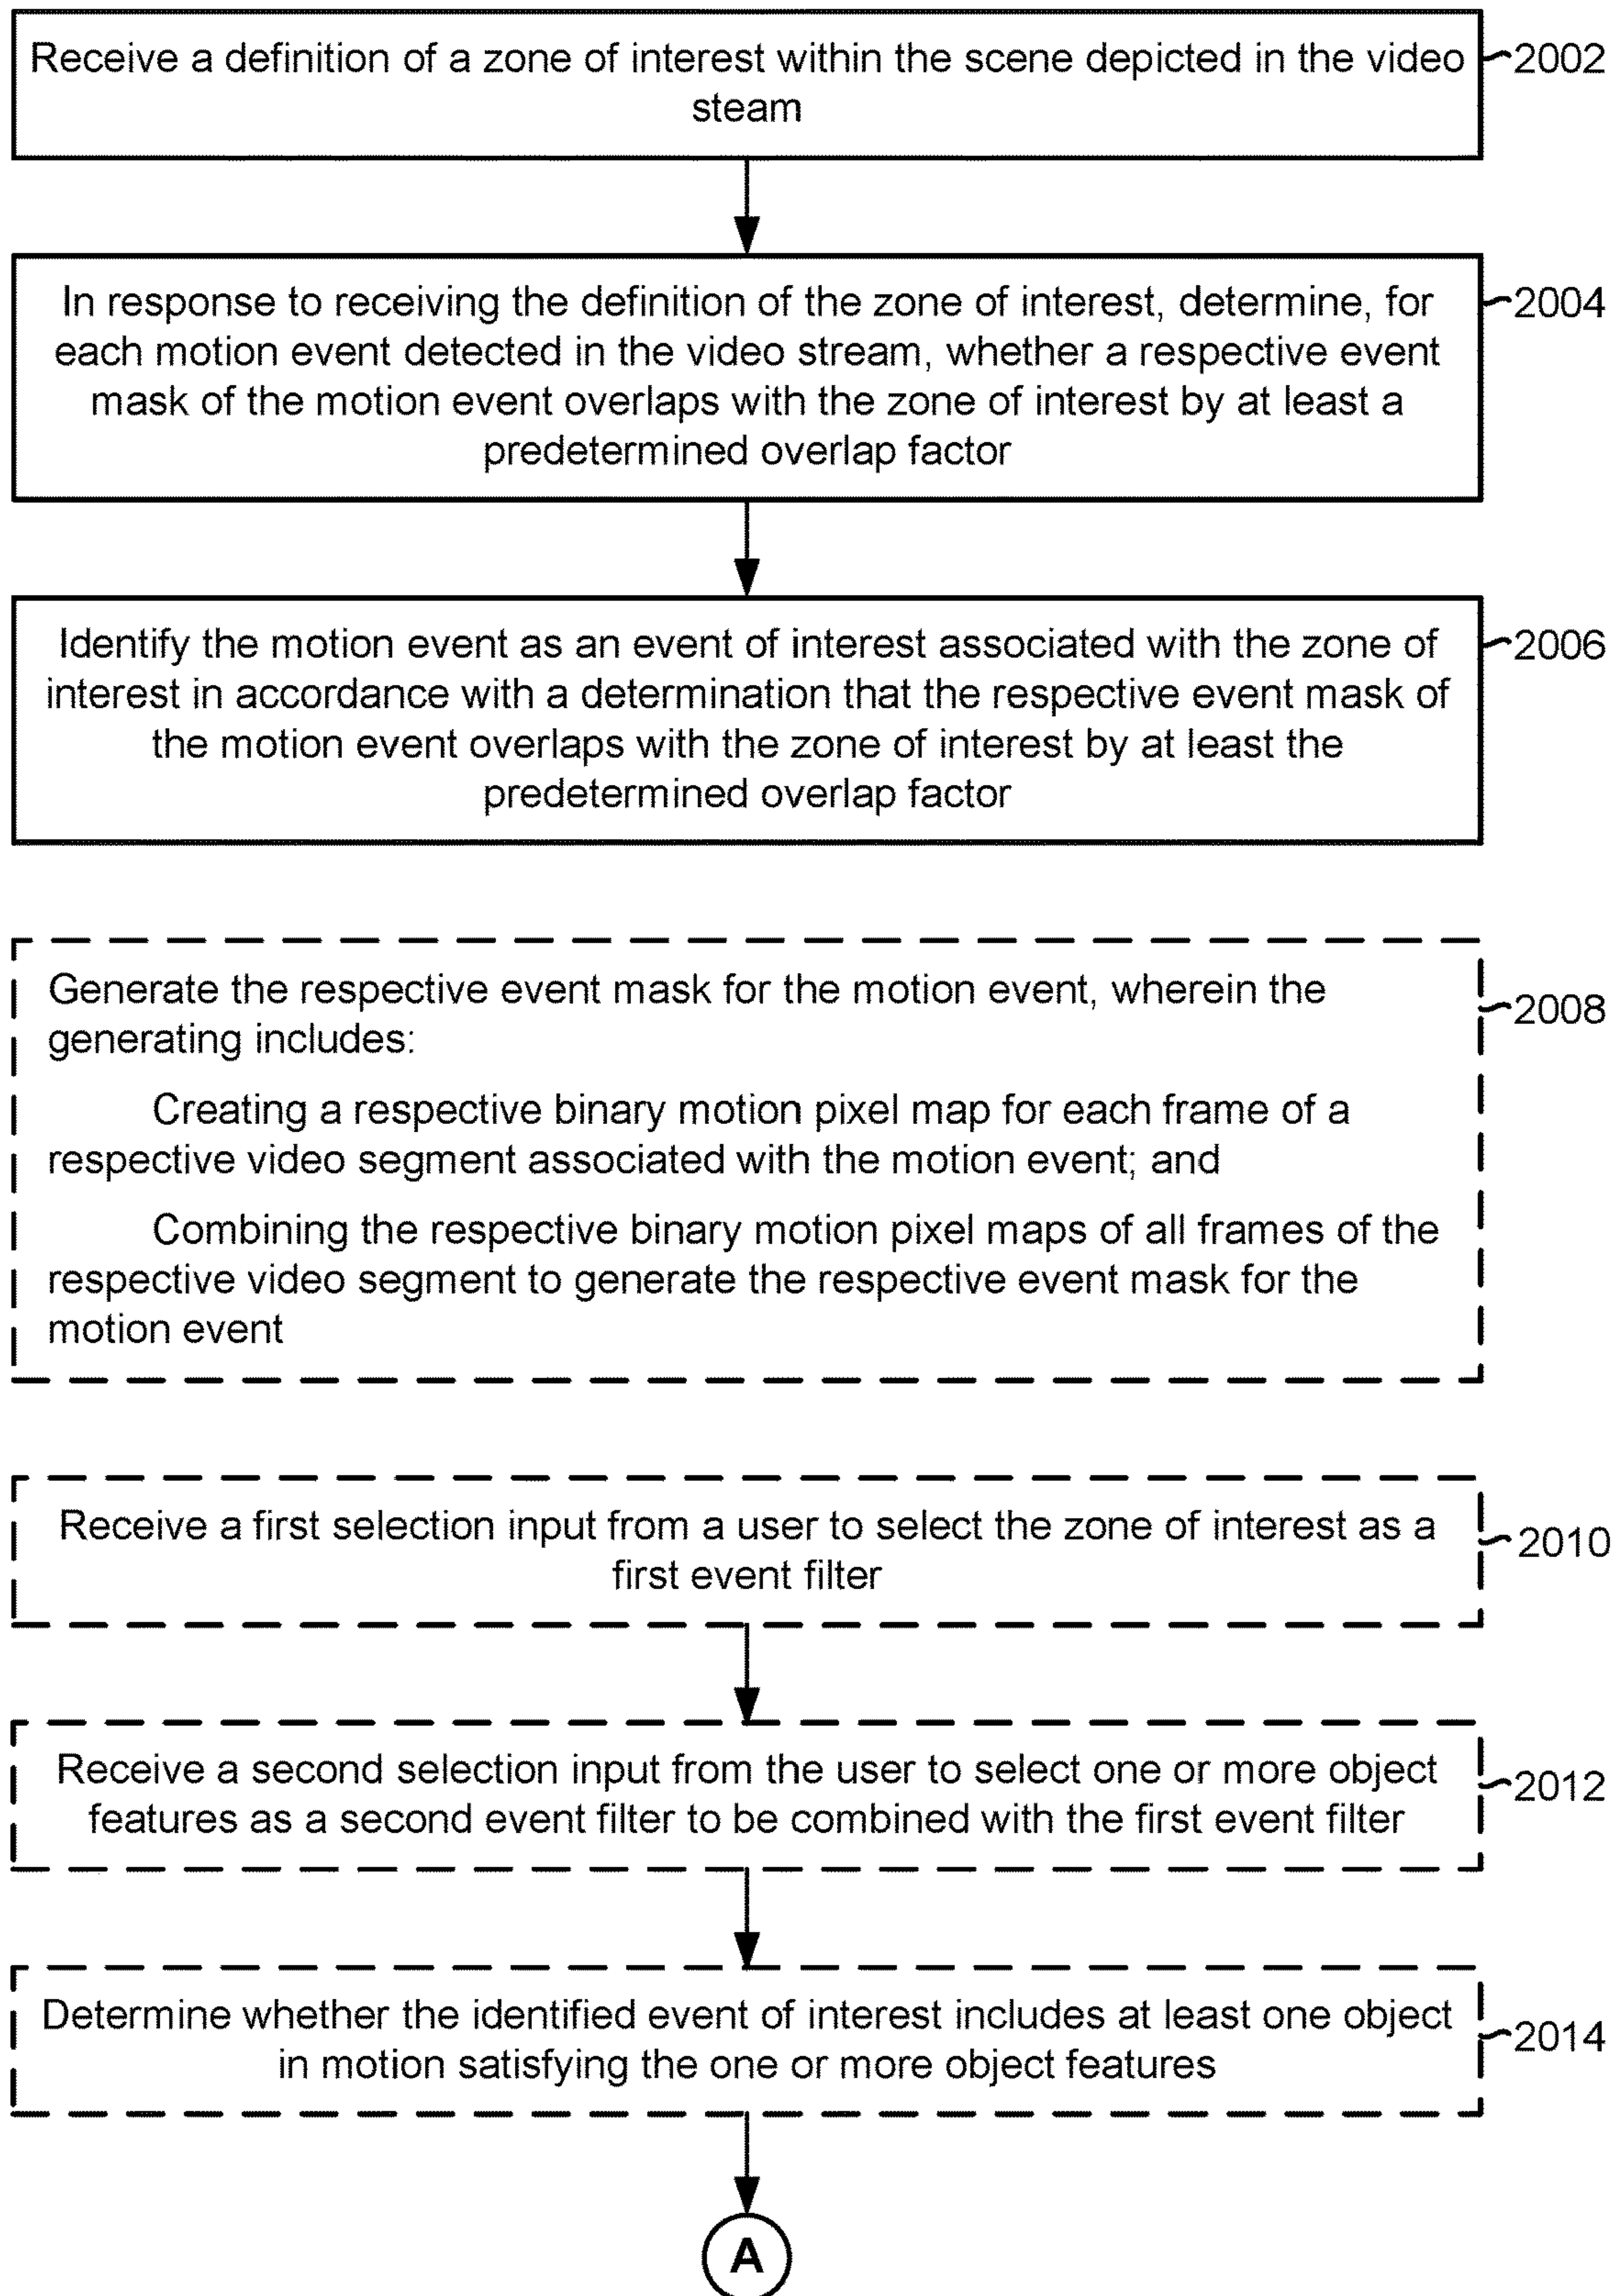 Receive a definition of a zone of interest within the scene depicted in the video
steam
2002
In response to receiving the definition of the zone of interest, determine, for
each motion event detected in the video stream, whether a respective event
mask of the motion event overlaps with the zone of interest by at least a
predetermined overlap factor
2004
Identify the motion event as an event of interest associated with the zone of
interest in accordance with a determination that the respective event mask of
the motion event overlaps with the zone of interest by at least the
predetermined overlap factor
2006
Generate the respective event mask for the motion event, wherein the
generating includes:
Creating a respective binary motion pixel map for each frame of a
respective video segment associated with the motion event; and
Combining the respective binary motion pixel maps of all frames of the
respective video segment to generate the respective event mask for the
motion event
2008
Receive a first selection input from a user to select the zone of interest as a
first event filter
2010
Receive a second selection input from the user to select one or more object
features as a second event filter to be combined with the first event filter
2012
Determine whether the identified event of interest includes at least one object
in motion satisfying the one or more object features
2014
A